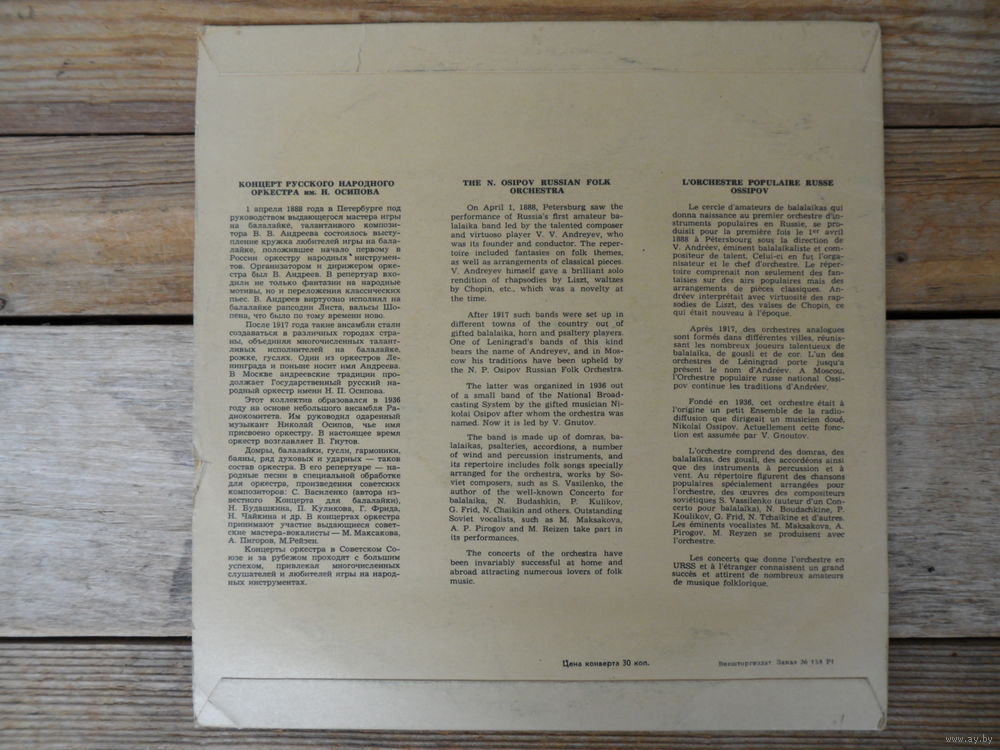 КОНЦЕРТ РУССКОГО НАРОДНОГО
ОРКЕСТРА им. Н. ОСИПОВА
1 апреля 1888 года в Петербурге под
руководством выдающегося мастера игры
на балалайке, талантливого компози-
тора В. В. Андреева состоялось высту-
пление кружка любителей игры на бала-
лайке, положившее начало первому в
России оркестру народных инструмен-
тов. Организатором и дирижером орке-
стра был В. Андреев. В репертуар вхо-
дили не только фантазии на народные
мотивы, но и переложения классических
пьес. В. Андреев виртуозно исполнял на
балалайке рапсодии Листа, вальсы Шо-
пена, что было по тому времени ново.
После 1917 года такие ансамбли стали
создаваться в различных городах стра-
ны, объединяя многочисленных талант-
ливых исполнителей на балалайке,
рожке, гуслях. Один из оркестров Ле-
нинграда и поныне носит имя Андреева.
В Москве андреевские традиции про-
должает Государственный русский на-
родный оркестр имени Н. П. Осипова.
Этот коллектив образовался в 1936
году на основе небольшого ансамбля Ра-
диокомитета. Им руководил одаренный
музыкант Николай Осипов, чье имя
присвоено оркестру. В настоящее время
оркестр возглавляет В. Гнутов.
Домры, балалайки, гусли, гармоники,
баяны, ряд духовых и ударных — таков
состав оркестра. В его репертуаре — на-
родные песни в специальной обработке
для оркестра, произведения советских
композиторов: С. Василенко (автора из-
вестного Концерта для балалайки),
Н. Будашкина, П. Куликова, Г. Фрида,
Н. Чайкина и др. В концертах оркестра
принимают участие выдающиеся совет-
ские мастера-вокалисты — М. Максакова,
А. Пигоров, М.Рейзен.
Концерты оркестра в Советском Со-
юзе и за рубежом проходят с большим
успехом, привлекая многочисленных
слушателей и любителей игры на народ-
ных инструментах.
THE N. OSIPOV RUSSIAN FOLK
ORCHESTRA
On April 1, 1888, Petersburg saw the
performance of Russia's first amateur ba-
lalaika band led by the talented composer
and virtuoso player V. V. Andreyev, who
was its founder and conductor. The reper-
toire included fantasies on folk themes,
as well as arrangements of classical pieces.
V. Andreyev himself gave a brilliant solo
rendition of rhapsodies by Liszt, waltzes
by Chopin, etc., which was a novelty at
the time.
After 1917 such bands were set up in
different towns of the country out of
gifted balalaika, horn and psaltery players.
One of Leningrad's bands of this kind
bears the name of Andreyev, and in Mos-
cow his traditions have been upheld by
the N. P. Osipov Russian Folk Orchestra.
The latter was organized in 1936 out
of a small band of the National Broad-
casting System by the gifted musician Ni-
kolai Osipov after whom the orchestra was
named. Now it is led by V. Gnutov.
The band is made up of domras, ba-
lalaikas, psalteries, accordions, a number
of wind and percussion instruments, and
its repertoire includes folk songs specially
arranged for the orchestra, works by So-
viet composers, such as S. Vasilenko, the
author of the well-known Concerto for
balalaika, N. Budashkin, P. Kulikov,
G. Frid, N. Chaikin and others. Outstanding
Soviet vocalists, such as M. Maksakova,
A. P. Pirogov and M. Reizen take part in
its performances.
The concerts of the orchestra have
been invariably successful at home and
abroad attracting numerous lovers of folk
music.
L'ORCHESTRE POPULAIRE RUSSE
OSSIPOV
Le cercle d'amateurs de balalaïkas qui
donna naissance au premier orchestre d'in-
struments populaires en Russie, se pro-
duisit pour la première fois le 1er avril
1888 à Pétersbourg sous la direction de
V. Andréev, éminent balalaïkaliste et com-
positeur de talent. Celui-ci en fut l'orga-
nisateur et le chef d'orchestre. Le réper-
toire comprenait non seulement des fan-
taisies sur des airs populaires mais des
arrangements de pièces classiques. An-
dréev interprétait avec virtuosité des rap-
sodies de Liszt, des valses de Chopin, ce
qui était nouveau à l'époque.
Après 1917, des orchestres analogues
sont formés dans différentes villes, réunis-
sant les nombreux joueurs talentueux de
balalaïka, de gousli et de cor. L'un des
orchestres de Léningrad porte jusqu'à
présent le nom d'Andréev. A Moscou,
l'Orchestre populaire russe national Ossi-
pov continue les traditions d'Andréev.
Fondé en 1936, cet orchestre était à
l'origine un petit Ensemble de la radio-
diffusion que dirigeait un musicien doué,
Nikolaï Ossipov. Actuellement cette fonc-
tion est assumée par V. Gnoutov.
L'orchestre comprend des domras, des
balalaïkas, des gousli, des accordéons ainsi
que des instruments à percussion et à
vent. Au répertoire figurent des chansons
populaires spécialement arrangées pour
l'orchestre, des œuvres des compositeurs
soviétiques S. Vassilenko (auteur d'un Con-
certo pour balalaïka), N. Boudachkine, P.
Koulikov, G. Frid, N. Tchaïkine et d'autres.
Les éminents vocalistes M. Maksakova, A.
Pirogov, M. Reyzen se produisent avec
l'orchestre.
Les concerts que donne l'orchestre en
URSS et à l'étranger connaissent un grand
succès et attirent de nombreux amateurs
de musique folklorique.
Цена конверта 30 коп.
Внешторгиздат Заказ № 158 Р1
www.ay.by